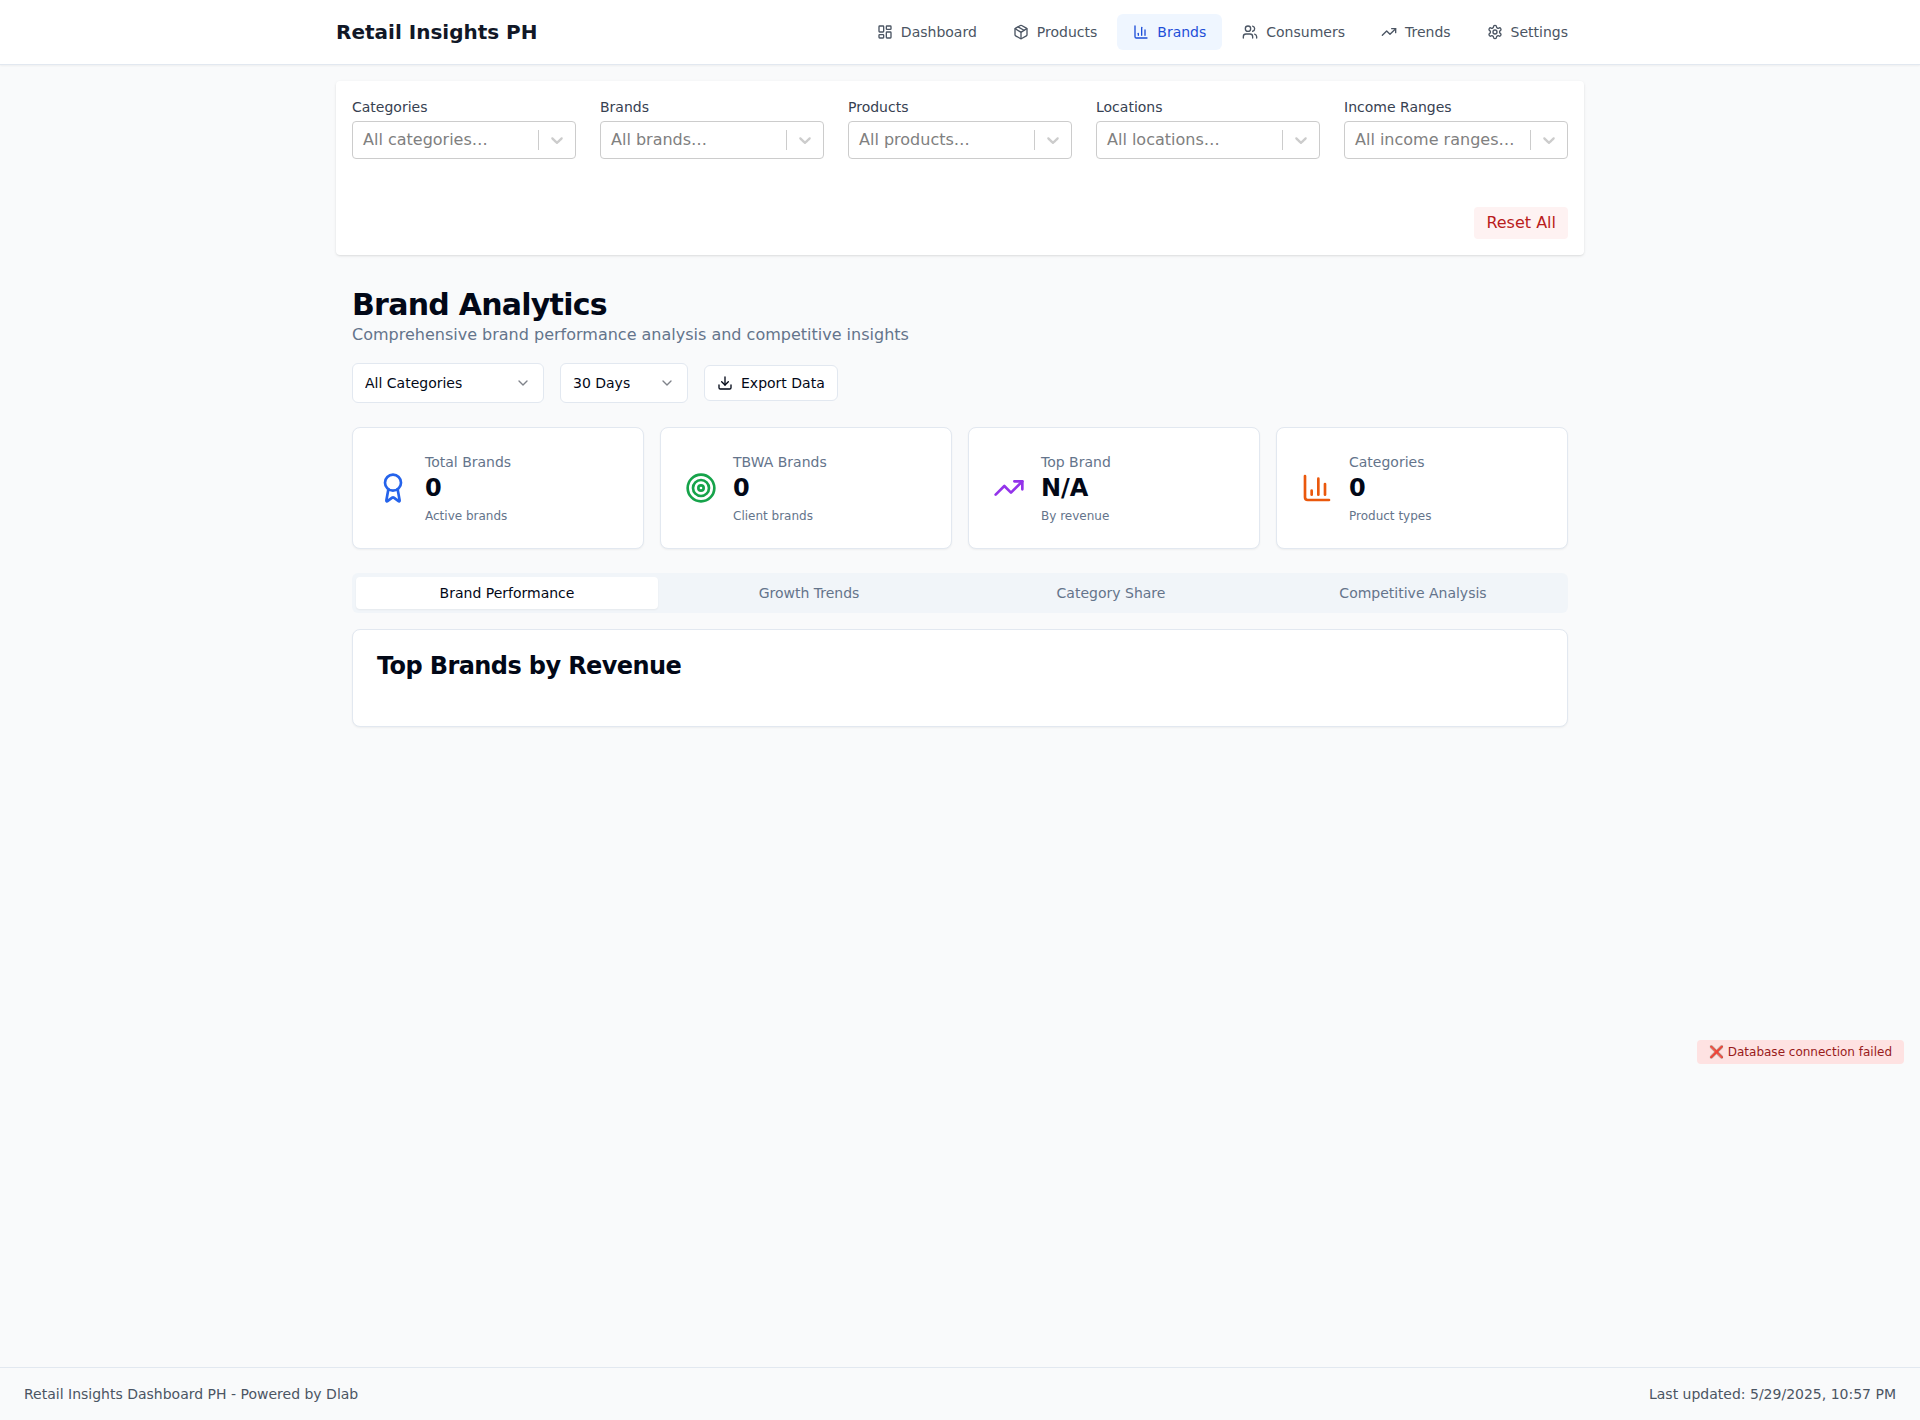 Retail Insights PH
Dashboard
Products
Brands
Consumers
Trends
Settings
Categories
Brands
Products
Locations
Income Ranges
All categories...
All brands...
All products...
All locations...
All income ranges...
Reset All
Brand Analytics
Comprehensive brand performance analysis and competitive insights
All Categories
30 Days
Export Data
Total Brands
0
Active brands
TBWA Brands
0
Client brands
Top Brand
N/A
By revenue
Categories
0
Product types
Brand Performance
Growth Trends
Category Share
Competitive Analysis
Top Brands by Revenue
❌ Database connection failed
Retail Insights Dashboard PH - Powered by Dlab
Last updated: 5/29/2025, 10:57 PM